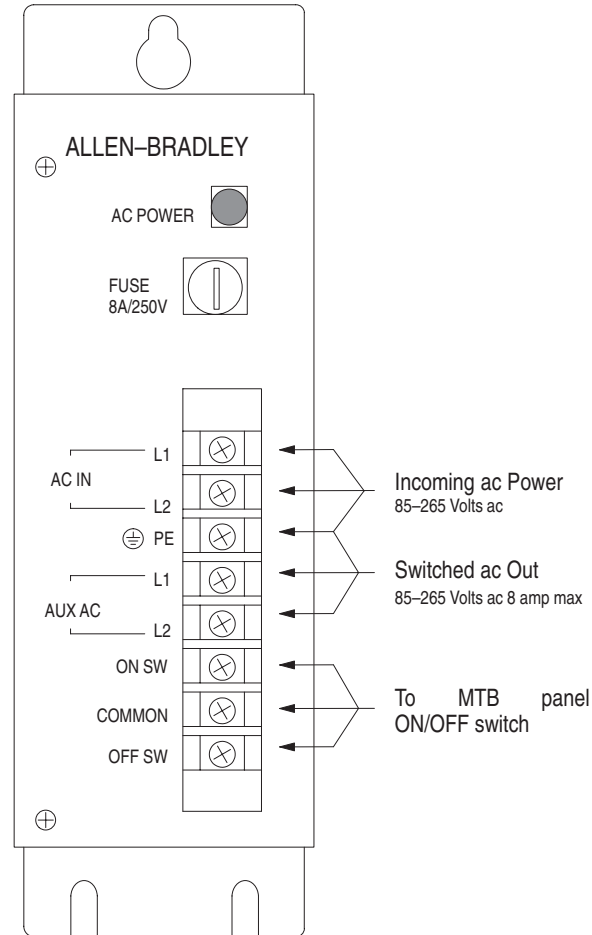 ALLEN–BRADLEY
AC POWER
FUSE
8A/250V
L1
AC IN
L2
PE
L1
AUX AC
L2
ON SW
COMMON
OFF SW
Incoming ac Power
85–265 Volts ac
Switched ac Out
85–265 Volts ac 8 amp max
To MTB panel
ON/OFF switch